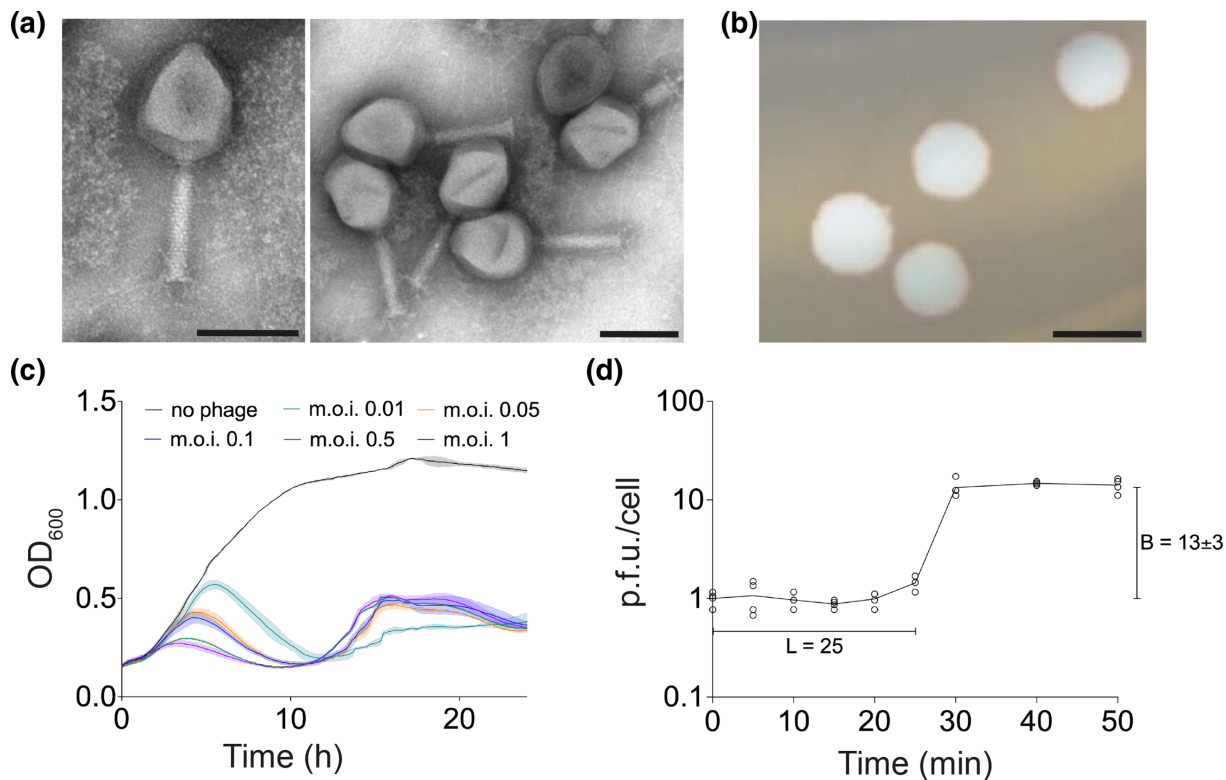 (a)
(b)
(c)
1.5
1.0
0.5
0.0
OD600
no phage m.o.i. 0.01 m.o.i. 0.05
m.o.i. 0.1 m.o.i. 0.5 m.o.i. 1
0 10 20
Time (h)
(d)
100
10
1
0.1
p.f.u./cell
B = 13±3
L = 25
0 10 20 30 40 50
Time (min)